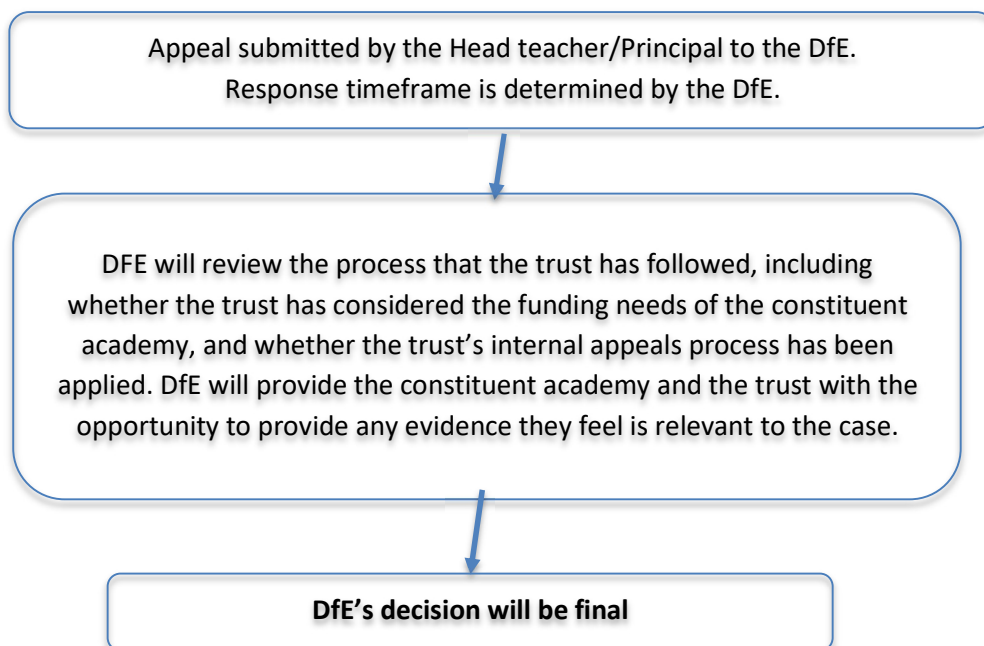 Appeal submitted by the Head teacher/Principal to the DfE.
Response timeframe is determined by the DfE.
DFE will review the process that the trust has followed, including
whether the trust has considered the funding needs of the constituent
academy, and whether the trust’s internal appeals process has been
applied. DfE will provide the constituent academy and the trust with the
opportunity to provide any evidence they feel is relevant to the case.
DfE’s decision will be final